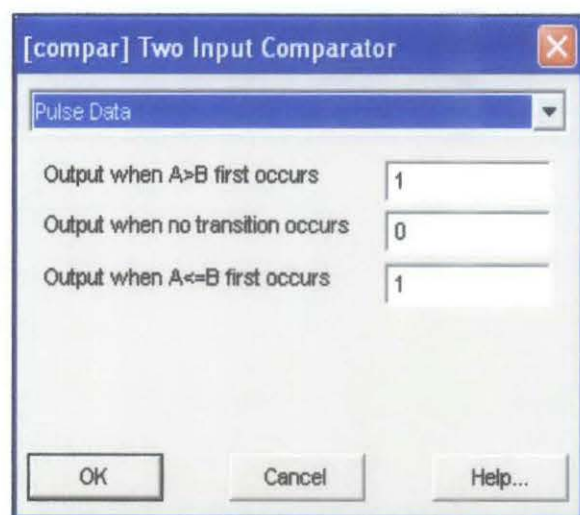 [compar] Two Input Comparator
Pulse Data
Output when A>B first occurs 1
Output when no transition occurs 0
Output when A<=B first occurs 1
OK Cancel Help...